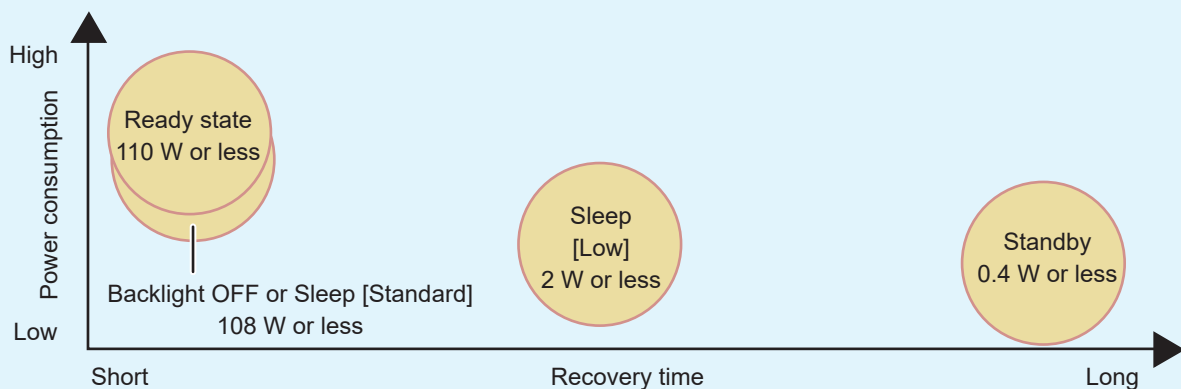 High
Power consumption
Low
Ready state
110 W or less
Backlight OFF or Sleep [Standard]
108 W or less
Sleep
[Low]
2 W or less
Standby
0.4 W or less
Short
Recovery time
Long